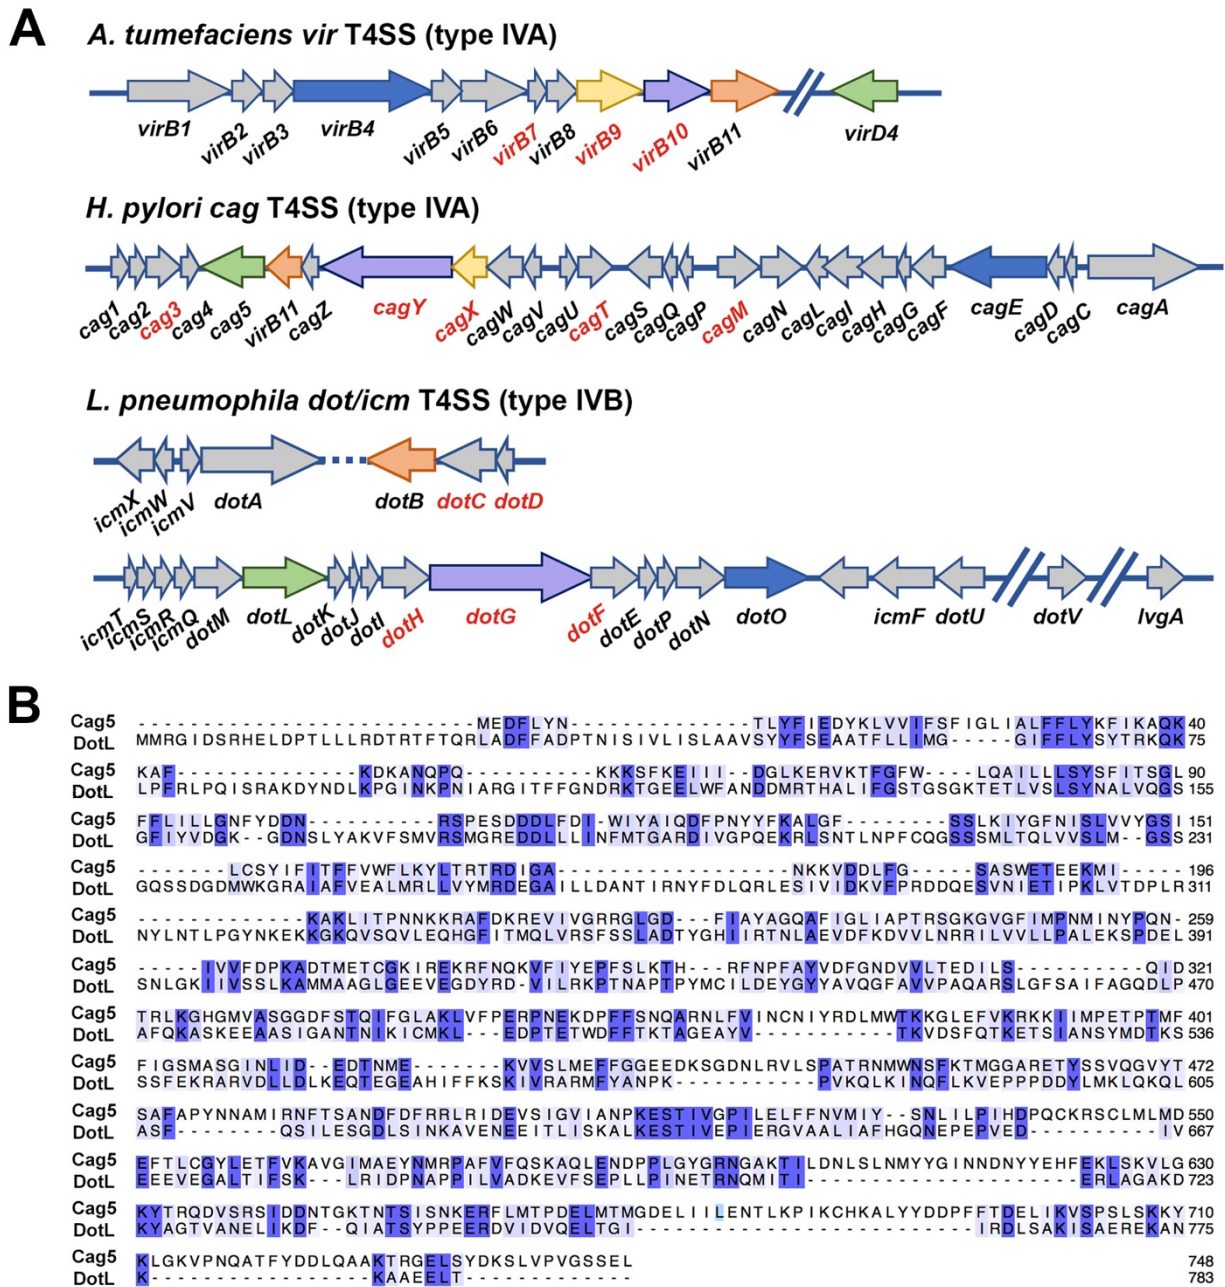 A
A. tumefaciens vir T4SS (type IVA)
virB1 virB2 virB3 virB4 virB5 virB6 virB7 virB8 virB9 virB10 virB11 virD4
H. pylori cag T4SS (type IVA)
cag1 cag2 cag3 cag4 cag5 virB11 cagZ cagY cagX cagW cagV cagU cagT cagS cagQ cagP cagM cagN cagL cagI cagH cagG cagF cagE cagD cagC cagA
L. pneumophila dot/icm T4SS (type IVB)
icmX icmW icmV dotA dotB dotC dotD
icmT icmS icmR icmQ dotM dotL dotK dotJ dotI dotH dotG dotF dotE dotP dotN dotO icmF dotU dotV lvgA
B
Cag5 --------------------------MEDFLYN--------------TLYFIEDYKLVVIFSFIGLIALFFLYKFIKAQK 40
DotL MMRGIDSRHELDPTLLLRDTRTFTQRLADFFADPTNISIVLISLAAVSYYFSEAATFLLIMG-----GIFFLYSYTRKQK 75
Cag5 KAF--------------KDKANQPQ----------KKKSFKEIII--DGLKERVKTFGFW----LQAILLLSYSFITSGL 90
DotL LPFRLPQISRAKDYNDLKPGINKPNIARGITFFGNDRKTGEELWFANDDMRTHALIFGSTGSGKTETLVSLSYNALVQGS 155
Cag5 FFLILLGNFYDDN----------RSPESDDDLFDI-WIYAIQDFPNYYFKALGF--------SSLKIYGFNISLVVYGSI 151
DotL GFIYVDGK--GDNSLYAKVFSMVRSMGREDDLLLINFMTGARDIVGPQEKRLSNTLNPFCQGSSSMLTQLVVSLM--GSS 231
Cag5 -------LCSYIFITFFVWFLKYLTRTRDIGA------------------NKKVDDLFG-----SASWETEEKMI----- 196
DotL GQSSDGDMWKGRAIAFVEALMRLLVYMRDEGAILLDANTIRNYFDLQRLESIVIDKVFPRDDQESVNIETIPKLVTDPLR 311
Cag5 -------------KAKLITPNNKKRAFDKREVIVGRRGLGD---FIAYAGQAFIGLIAPTRSGKGVGFIMPNMINYPQN- 259
DotL NYLNTLPGYNKEKKGKQVSQVLEQHGFITMQLVRSFSSLADTYGHIIRTNLAEVDFKDVVLNRRILVVLLPALEKSPDEL 391
Cag5 -----IVVFDPKADTMETCGKIREKRFNQKVFIYEPFSLKTH---RFNPFAYVDFGNDVVLTEDILS----------QID 321
DotL SNLGKIIVSSLKAMMAAGLGEEVEGDYRD-VILRKPTNAPTPYMCILDEYGYYAVQGFAVVPAQARSLGFSAIFAGQDLP 470
Cag5 TRLKGHGMVASGGDFSTQIFGLAKLVFPERPNEKDPFFSNQARNLFVINCNIYRDLMWTKKGLEFVKRKKIIMPETPTMF 401
DotL AFQKASKEEAASIGANTNIKICMKL---EDPTETWDFFTKTAGEAYV-----------TKVDSFQTKETSIANSYMDTKS 536
Cag5 FIGSMASGINLID--EDTNME-------KVVSLMEFFGGEEDKSGDNLRVLSPATRNMWNSFKTMGGARETYSSVQGVYT 472
DotL SSFEKRARVDLLDLKEQTEGEAHIFFKSKIVRARMFYANPK-----------PVKQLKINQFLKVEPPPDDYLMKLQKQL 605
Cag5 SAFAPYNNAMIRNFTSANDFDFRRLRIDEVSIGVIANPKESTIVGPILELFFNVMIY--SNLILPIHDPQCKRSCLMLMD 550
DotL ASF--------QSILESGDLSINKAVENEEITLISKALKESTIVEPIERGVAALIAFHGQNEPEPVED----------IV 667
Cag5 EFTLCGYLETFVKAVGIMAEYNMRPAFVFQSKAQLENDPPLGYGRNGAKTILDNLSLNMYYGINNDNYYEHFEKLSKVLG 630
DotL EEEVEGALTIFSK---LRIDPNAPPILVADKEVFSEPLLPINETRNQMITI---------------------ERLAGAKD 723
Cag5 KYTRQDVSRSIDDNTGKTNTSISNKERFLMTPDELMTMGDELIILENTLKPIKCHKALYYDDPFFTDELIKVSPSLSKKY 710
DotL KYAGTVANELIKDF--QIATSYPPEERDVIDVQELTGI--------------------------IRDELSAKISAEREKAN 775
Cag5 KLGKVPNQATFYDDLQAAKTRGELSYDKSLVPVGSSEL 748
DotL K-----------------KAAEELT------------- 783